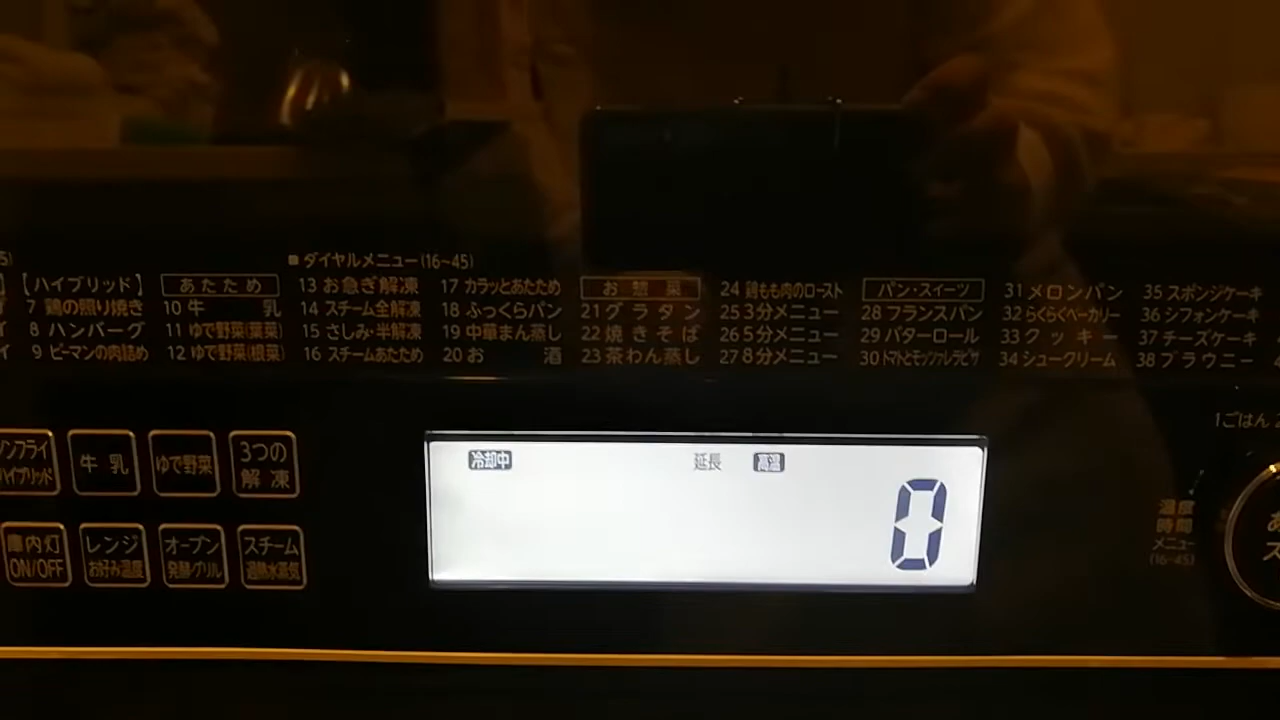 ■ ダイヤルメニュー(16~45)
【ハイブリッド】
7 鶏の照り焼き
8 ハンバーグ
9 ピーマンの肉詰め
あたため
10 牛 乳
11 ゆで野菜(葉菜)
12 ゆで野菜(根菜)
13 お急ぎ解凍
14 スチーム全解凍
15 さしみ・半解凍
16 スチームあたため
17 カラッとあたため
18 ふっくらパン
19 中華まん蒸し
20 お 酒
お惣菜
21 グラタン
22 焼きそば
23 茶わん蒸し
24 鶏もも肉のロースト
25 3分メニュー
26 5分メニュー
27 8分メニュー
パン・スイーツ
28 フランスパン
29 バターロール
30 トマトとモッツァレラピザ
31 メロンパン
32 らくらくベーカリー
33 クッキー
34 シュークリーム
35 スポンジケーキ
36 シフォンケーキ
37 チーズケーキ
38 ブラウニー
1ごはん
ノンフライ
ハイブリッド
牛乳
ゆで野菜
3つの
解凍
冷却中 延長 高温
0
庫内灯
ON/OFF
レンジ
お好み温度
オーブン
発酵/グリル
スチーム
過熱水蒸気
温度
時間
メニュー
(16-45)